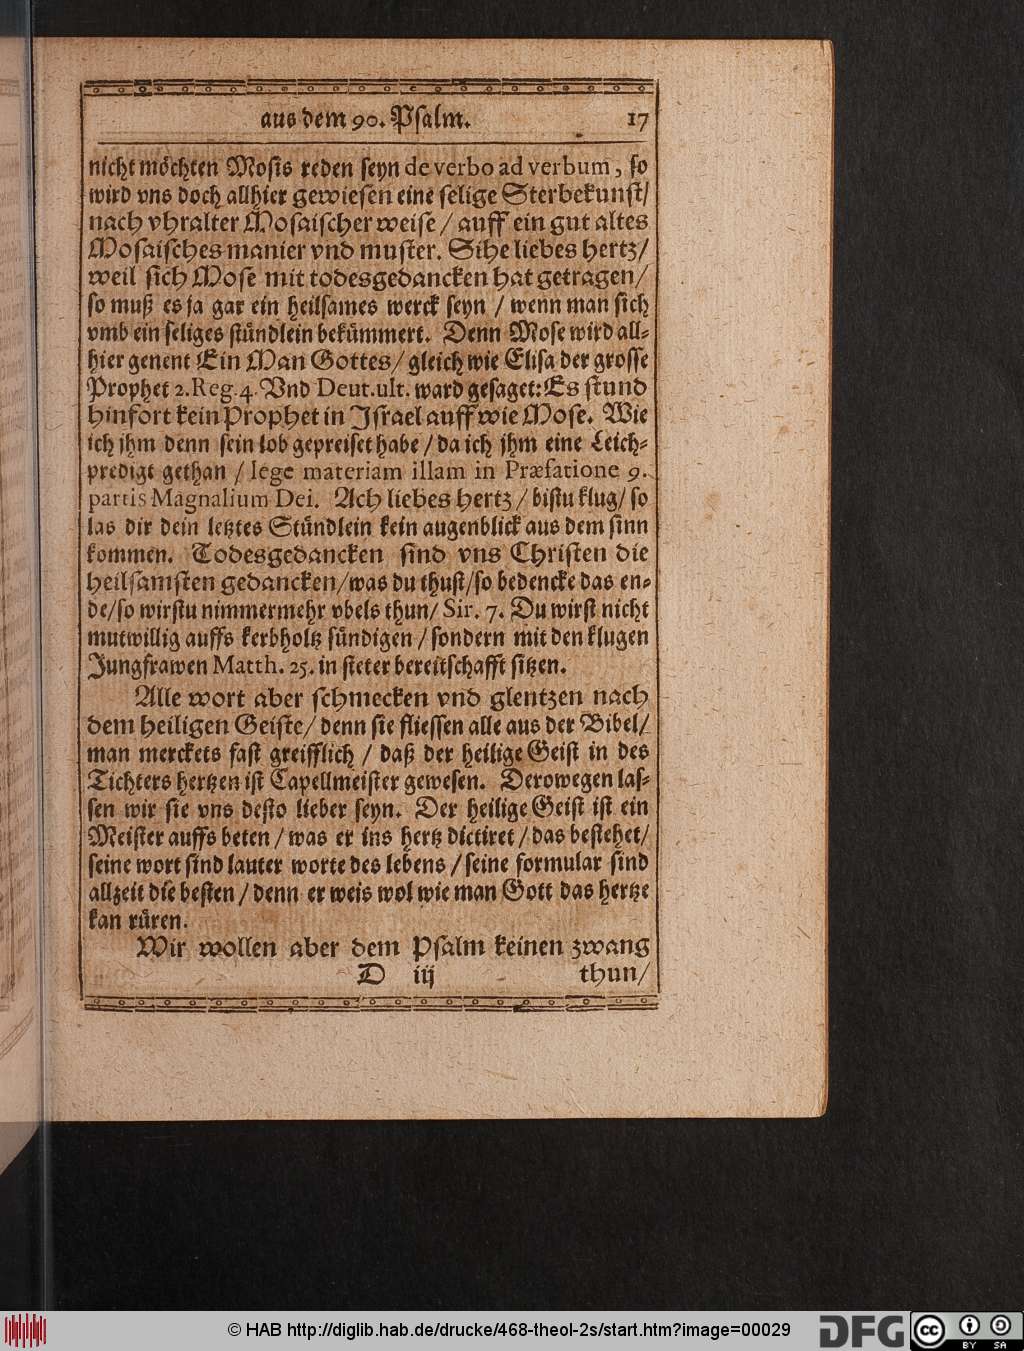 aus dem 90. Psalm. 17
nicht möchten Mosis reden seyn de verbo ad verbum, so
wird vns doch allhier gewiesen eine selige Sterbekunst/
nach vhralter Mosaischer weise / auff ein gut altes
Mosaisches manier vnd muster. Sihe liebes hertz/
weil sich Mose mit todesgedancken hat getragen/
so muß es ja gar ein heilsames werck seyn / wenn man sich
vmb ein seliges stündlein bekümmert. Denn Mose wird all-
hier genent Ein Man Gottes/ gleich wie Elisa der grosse
Prophet 2. Reg. 4. Vnd Deut. ult. ward gesaget: Es stund
hinfort kein Prophet in Israel auff wie Mose. Wie
ich jhm denn sein lob gepreiset habe / da ich jhm eine Leich-
predigt gethan / lege materiam illam in Præfatione 9.
partis Magnalium Dei. Ach liebes hertz / bistu klug/ so
las dir dein letztes Stündlein kein augenblick aus dem sinn
kommen. Todesgedancken sind vns Christen die
heilsamsten gedancken/ was du thust/ so bedencke das en-
de/ so wirstu nimmermehr vbels thun/ Sir. 7. Du wirst nicht
mutwillig auffs kerbholtz sündigen / sondern mit den klugen
Jungfrawen Matth. 25. in steter bereitschafft sitzen.
Alle wort aber schmecken vnd glentzen nach
dem heiligen Geiste/ denn sie fliessen alle aus der Bibel/
man merckets fast greifflich / daß der heilige Geist in des
Tichters hertzen ist Capellmeister gewesen. Derowegen las-
sen wir sie vns desto lieber seyn. Der heilige Geist ist ein
Meister auffs beten / was er ins hertz dictiret / das bestehet/
seine wort sind lauter worte des lebens / seine formular sind
allzeit die besten / denn er weis wol wie man Gott das hertze
kan rüren.
Wir wollen aber dem Psalm keinen zwang
D iij thun/
© HAB http://diglib.hab.de/drucke/468-theol-2s/start.htm?image=00029
DFG
cc BY SA